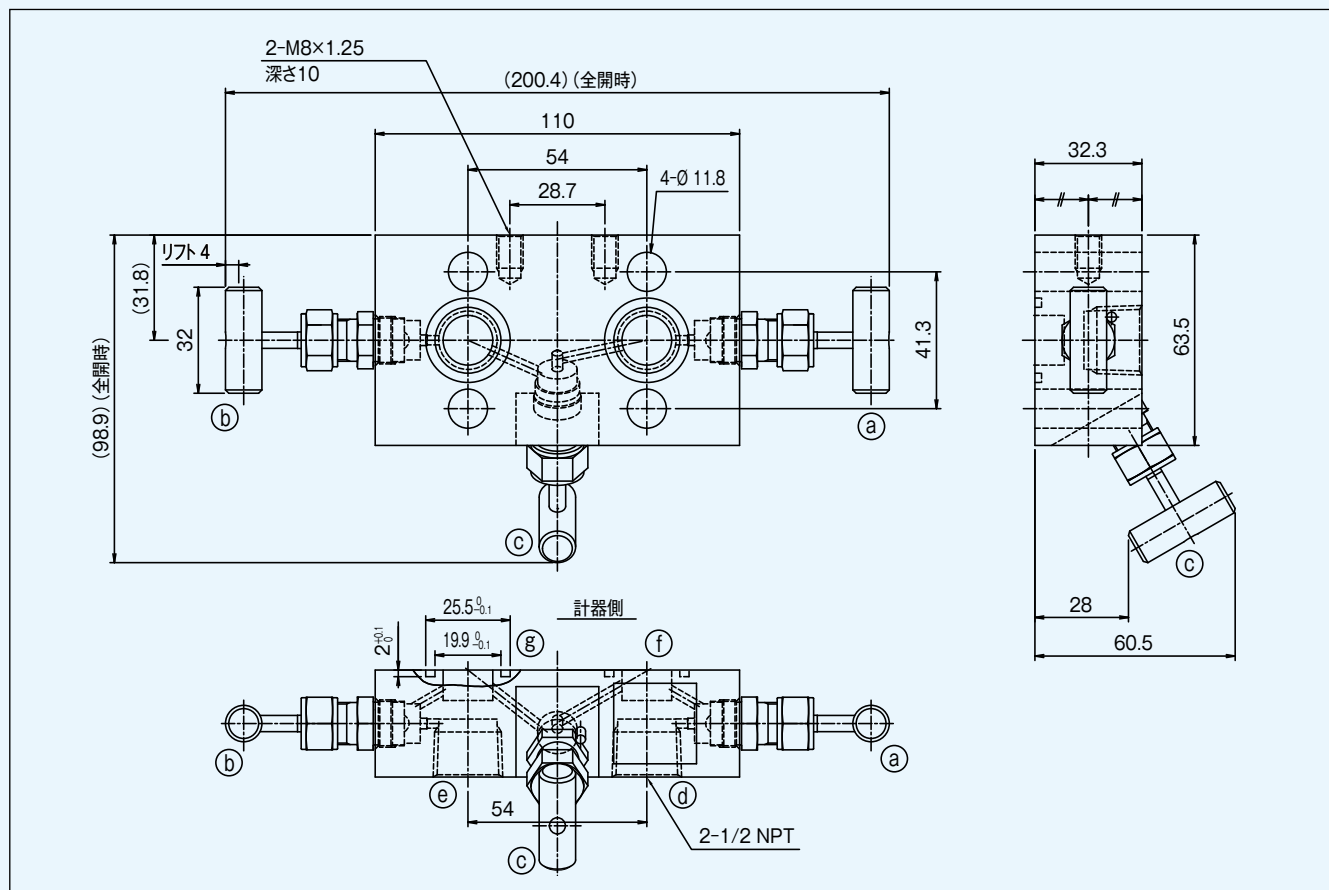 2-M8×1.25
深さ10
(200.4)(全開時)
110
54
28.7
4-Ø 11.8
32.3
リフト 4
(31.8)
32
(98.9)(全開時)
41.3
63.5
ⓑ
ⓐ
ⓒ
ⓒ
28
60.5
25.5 0 -0.1
計器側
19.9 0 -0.1
2 +0.1 0
ⓖ
ⓕ
ⓑ
ⓐ
ⓔ
ⓓ
54
2-1/2 NPT
ⓒ